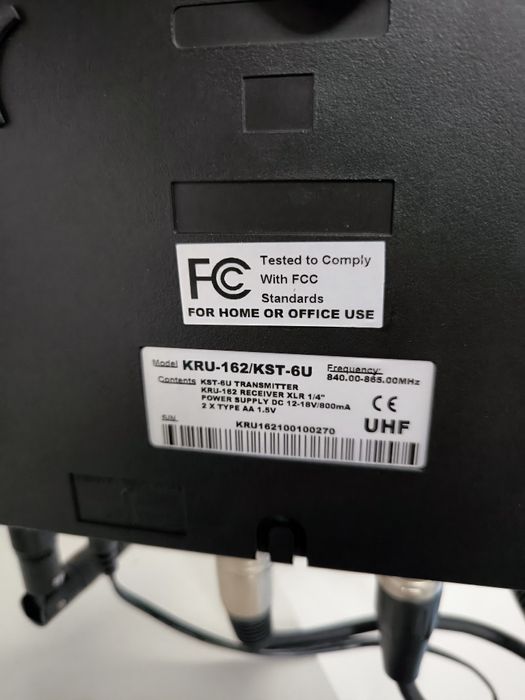 FCC
Tested to Comply
With FCC
Standards
FOR HOME OR OFFICE USE
Model KRU-162/KST-6U
Frequency:
840.00-865.00MHz
Contents KST-6U TRANSMITTER
KRU-162 RECEIVER XLR 1/4"
POWER SUPPLY DC 12-18V/800mA
2 X TYPE AA 1.5V
CE
S/N
KRU162100100270
UHF